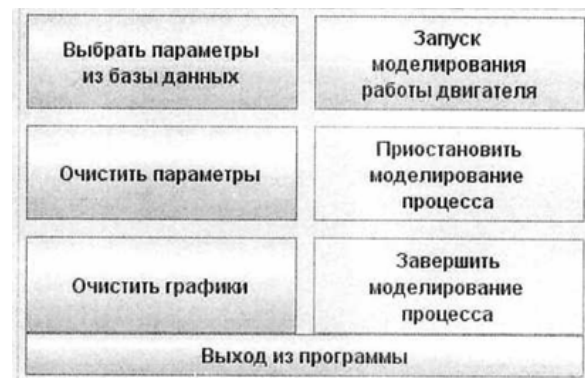 Выбрать параметры
из базы данных
Запуск
моделирования
работы двигателя
Очистить параметры
Приостановить
моделирование
процесса
Очистить графики
Завершить
моделирование
процесса
Выход из программы